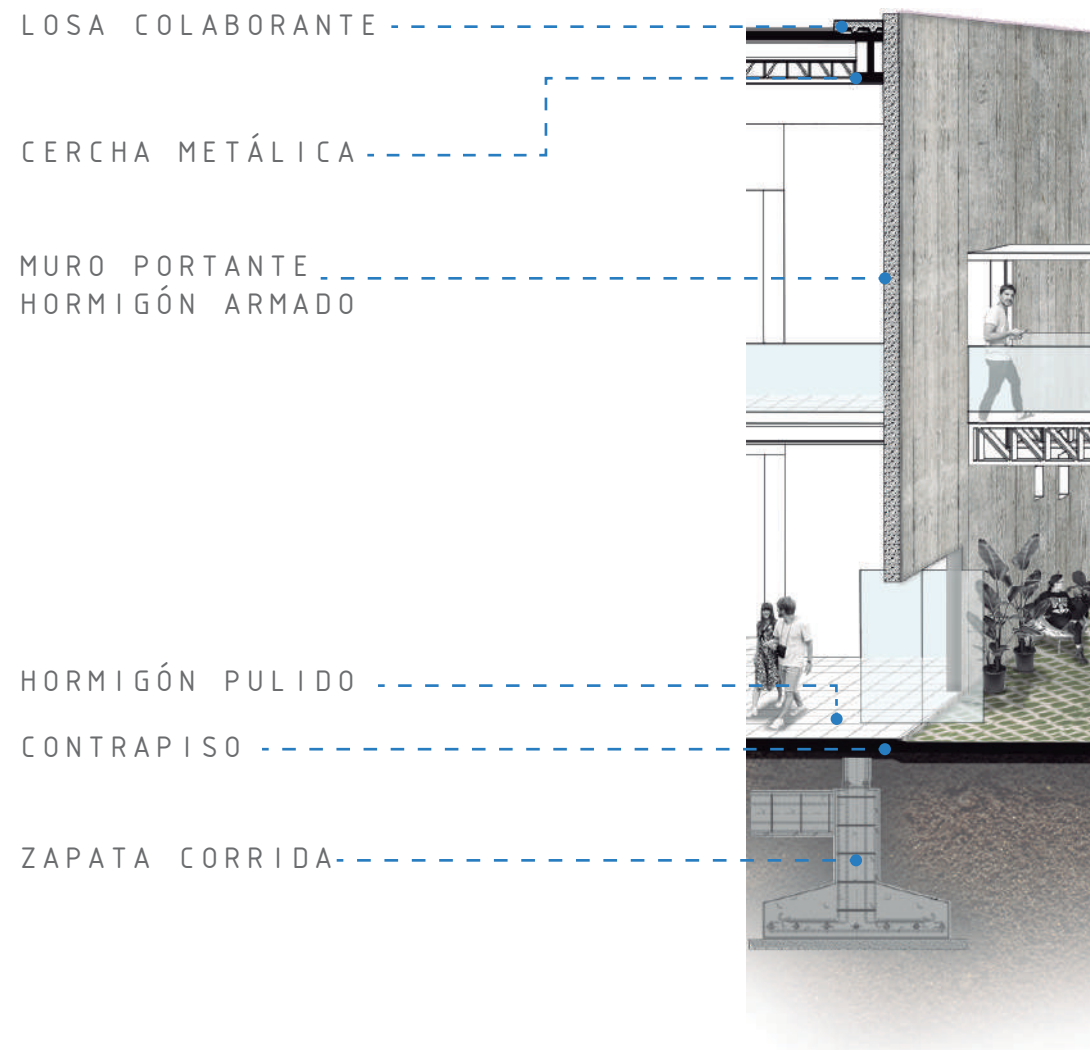 LOSA COLABORANTE
CERCHA METÁLICA
MURO PORTANTE
HORMIGÓN ARMADO
HORMIGÓN PULIDO
CONTRAPISO
ZAPATA CORRIDA